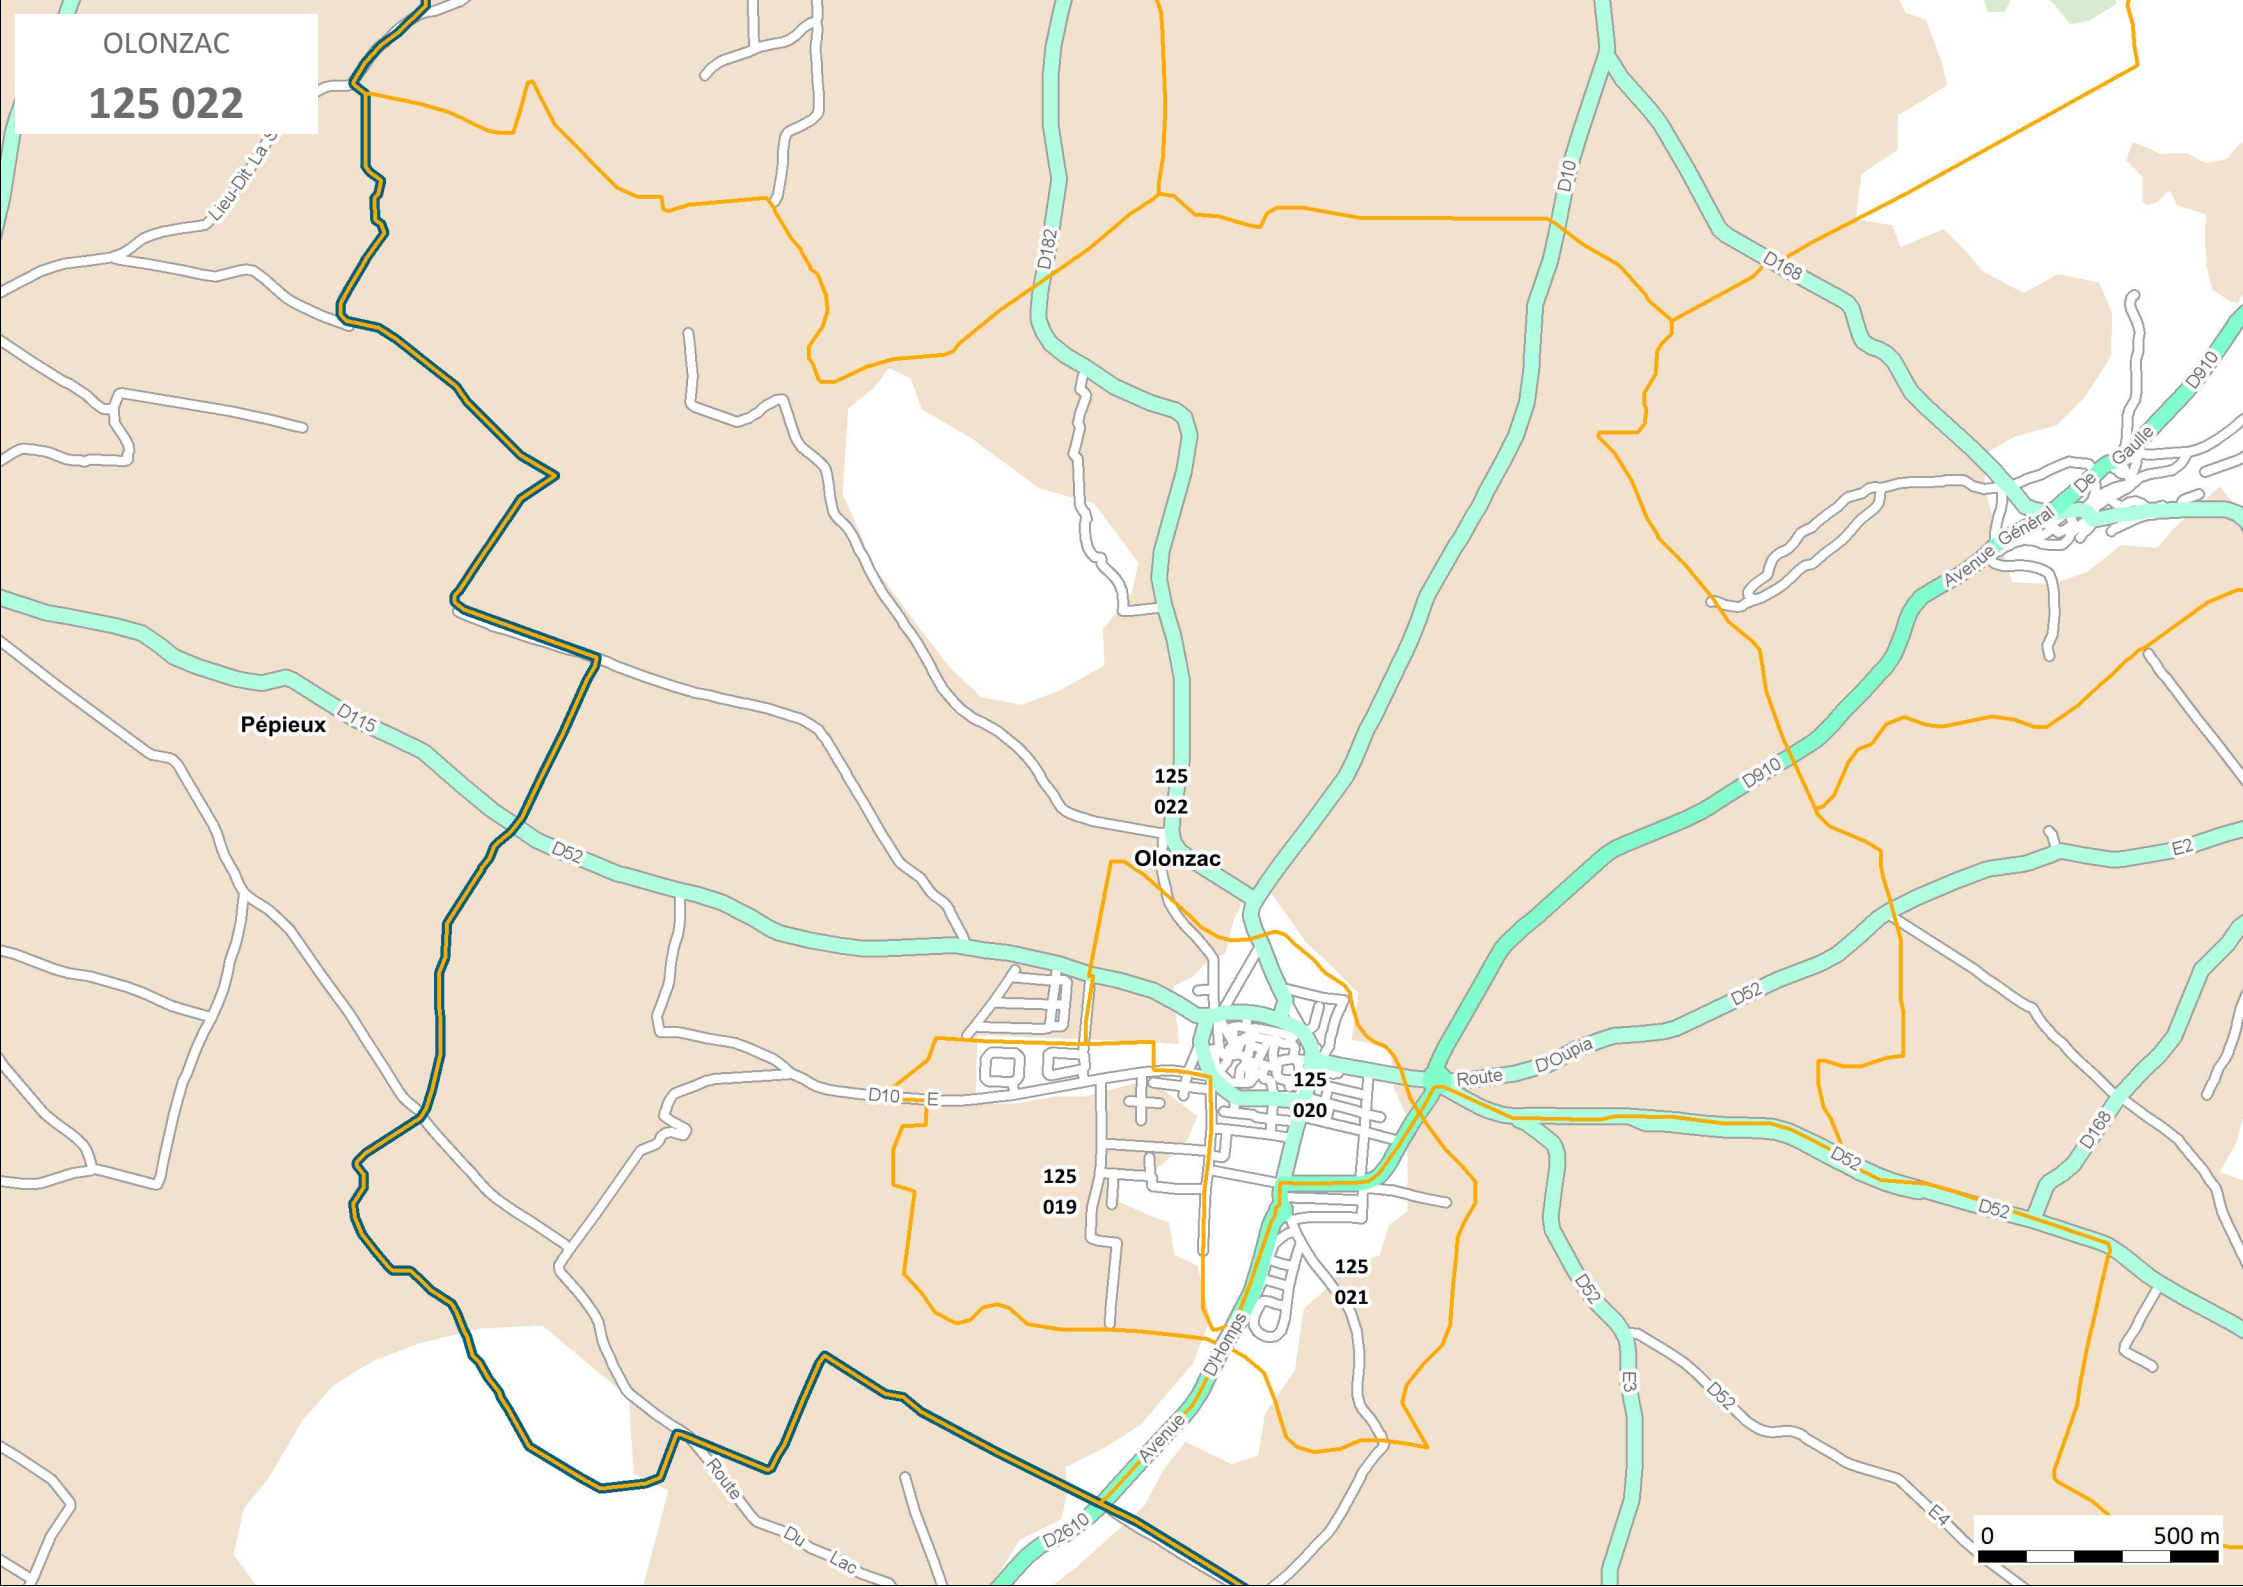 OLONZAC
125 022
Lieu-Dit La
D182
D10
D168
D910
Gaulle
De
Général
Avenue
Pépieux
D115
D910
125
022
D52
Olonzac
E2
D52
D'Oupia
Route
D10
E
125
020
D168
D52
125
019
D52
125
021
D52
D'Homps
E3
D52
Avenue
Route
D2610
Du
Lac
E4
0
500 m